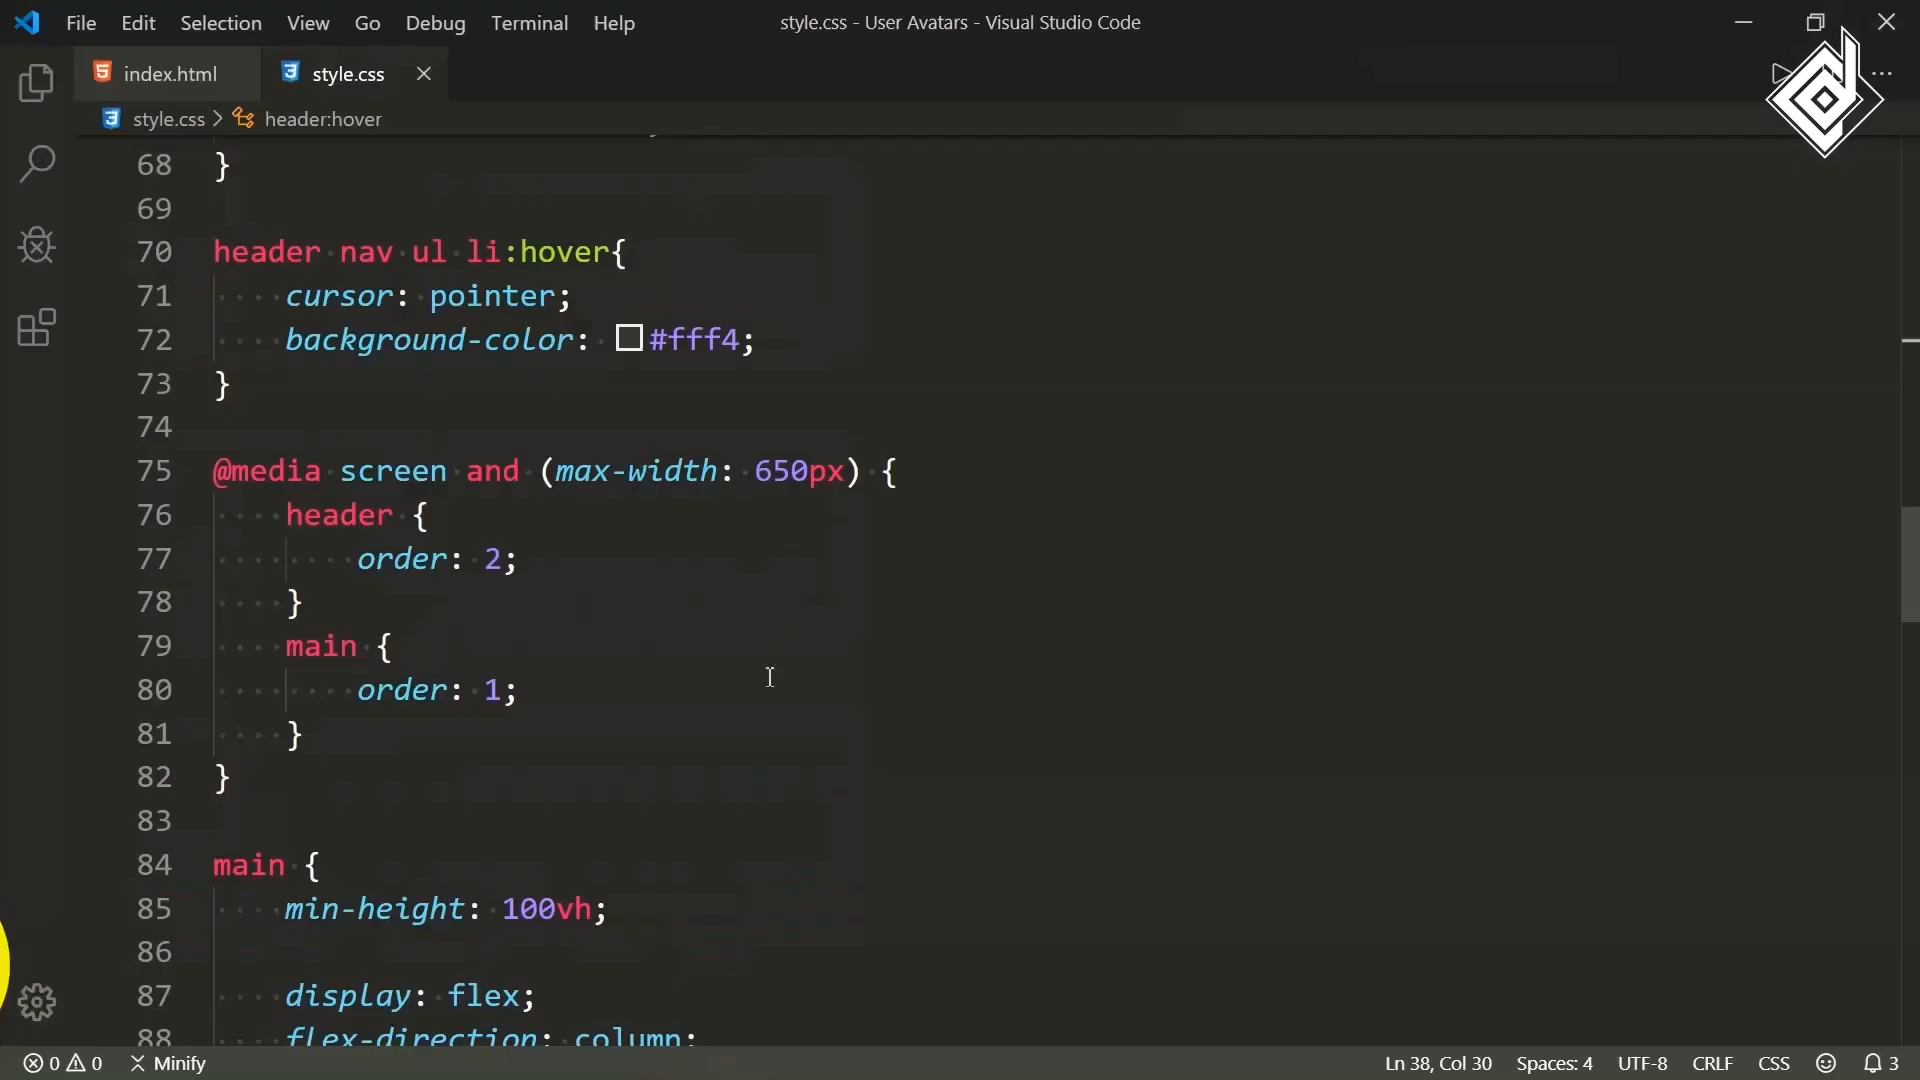 File Edit Selection View Go Debug Terminal Help style.css - User Avatars - Visual Studio Code
index.html style.css
style.css > header:hover
68 }
69
70 header nav ul li:hover{
71 cursor: pointer;
72 background-color: #fff4;
73 }
74
75 @media screen and (max-width: 650px) {
76 header {
77 order: 2;
78 }
79 main {
80 order: 1;
81 }
82 }
83
84 main {
85 min-height: 100vh;
86
87 display: flex;
88 flex-direction: column;
0 0 Minify Ln 38, Col 30 Spaces: 4 UTF-8 CRLF CSS 3